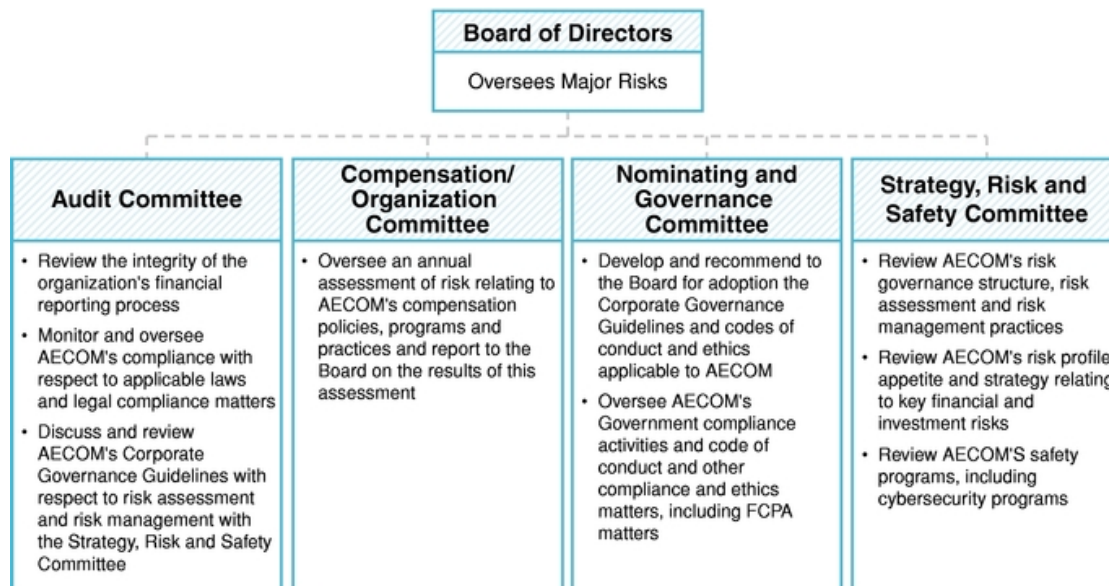 Board of Directors
Oversees Major Risks
Audit Committee
• Review the integrity of the
organization's financial
reporting process
• Monitor and oversee
AECOM's compliance with
respect to applicable laws
and legal compliance matters
• Discuss and review
AECOM's Corporate
Governance Guidelines with
respect to risk assessment
and risk management with
the Strategy, Risk and Safety
Committee
Compensation/
Organization
Committee
• Oversee an annual
assessment of risk relating to
AECOM's compensation
policies, programs and
practices and report to the
Board on the results of this
assessment
Nominating and
Governance
Committee
• Develop and recommend to
the Board for adoption the
Corporate Governance
Guidelines and codes of
conduct and ethics
applicable to AECOM
• Oversee AECOM's
Government compliance
activities and code of
conduct and other
compliance and ethics
matters, including FCPA
matters
Strategy, Risk and
Safety Committee
• Review AECOM's risk
governance structure, risk
assessment and risk
management practices
• Review AECOM's risk profile
appetite and strategy relating
to key financial and
investment risks
• Review AECOM'S safety
programs, including
cybersecurity programs